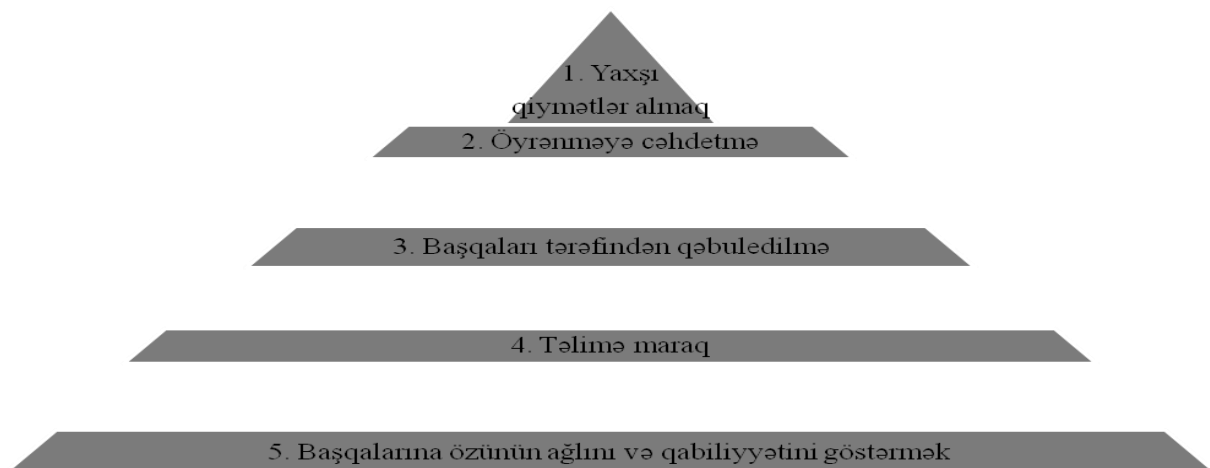 1. Yaxşı
qiymətlər almaq
2. Öyrənməyə cəhdetmə
3. Başqaları tərəfindən qəbuledilmə
4. Təlimə maraq
5. Başqalarına özünün ağlını və qabiliyyətini göstərmək